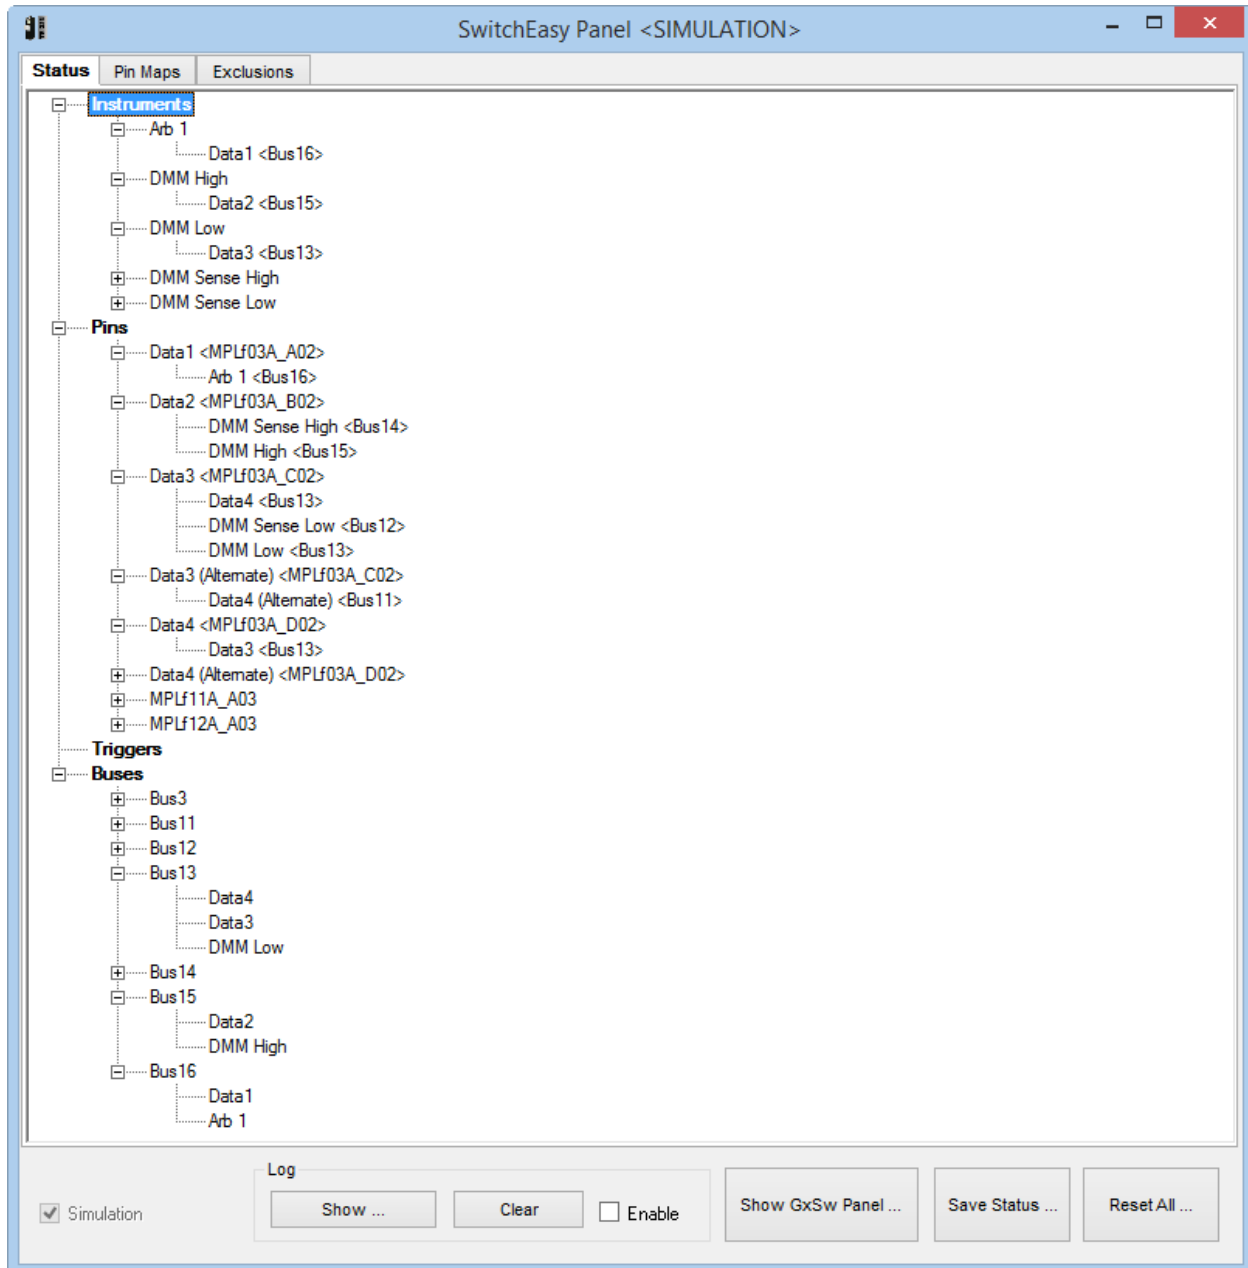 SwitchEasy Panel <SIMULATION>
Status Pin Maps Exclusions
Instruments
Arb 1
Data1 <Bus16>
DMM High
Data2 <Bus15>
DMM Low
Data3 <Bus13>
DMM Sense High
DMM Sense Low
Pins
Data1 <MPLf03A_A02>
Arb 1 <Bus16>
Data2 <MPLf03A_B02>
DMM Sense High <Bus14>
DMM High <Bus15>
Data3 <MPLf03A_C02>
Data4 <Bus13>
DMM Sense Low <Bus12>
DMM Low <Bus13>
Data3 (Alternate) <MPLf03A_C02>
Data4 (Alternate) <Bus11>
Data4 <MPLf03A_D02>
Data3 <Bus13>
Data4 (Alternate) <MPLf03A_D02>
MPLf11A_A03
MPLf12A_A03
Triggers
Buses
Bus3
Bus11
Bus12
Bus13
Data4
Data3
DMM Low
Bus14
Bus15
Data2
DMM High
Bus16
Data1
Arb 1
Log
Simulation Show ... Clear Enable Show GxSw Panel ... Save Status ... Reset All ...